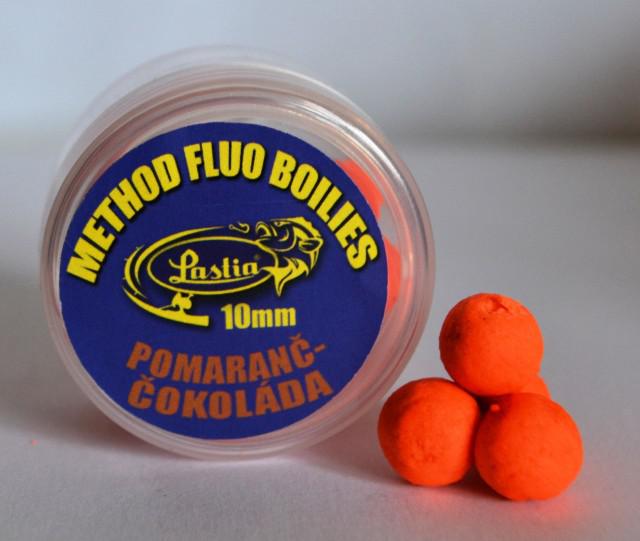 METHOD FLUO BOILIES
Lastia®
10mm
POMARANČ-
ČOKOLÁDA